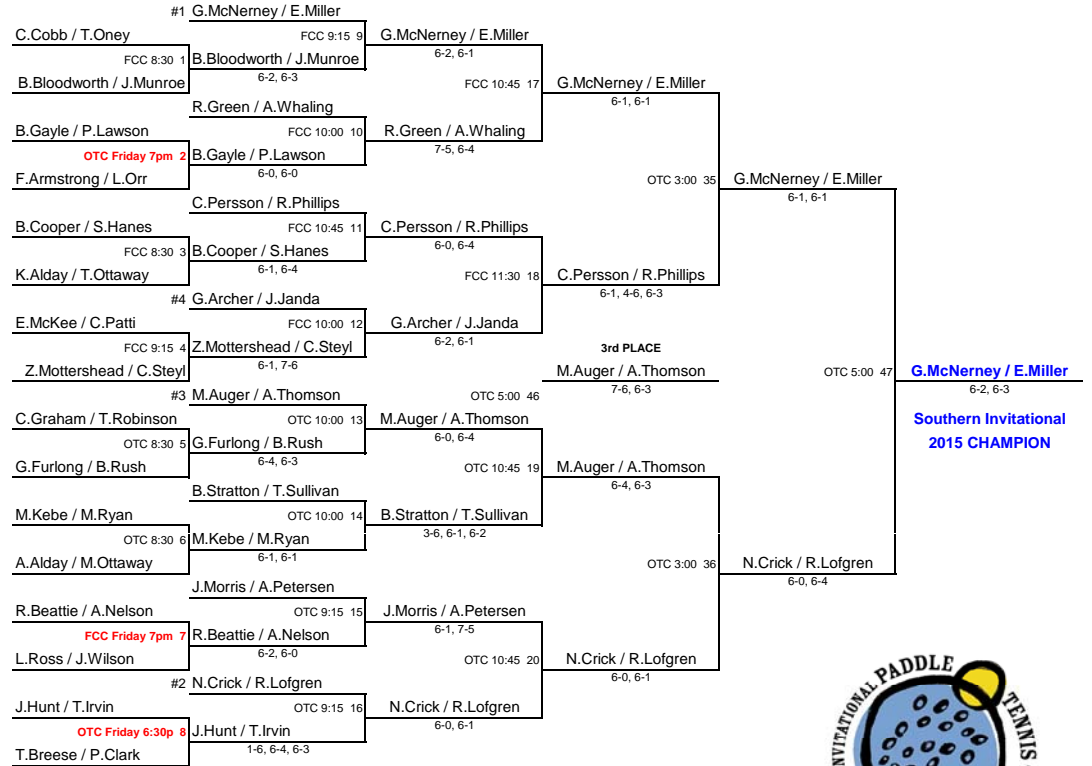 #1 G.McNerney / E.Miller
C.Cobb / T.Oney
FCC 9:15 9
G.McNerney / E.Miller
FCC 8:30 1
B.Bloodworth / J.Munroe
6-2, 6-1
B.Bloodworth / J.Munroe
6-2, 6-3
FCC 10:45 17
G.McNerney / E.Miller
R.Green / A.Whaling
6-1, 6-1
B.Gayle / P.Lawson
FCC 10:00 10
R.Green / A.Whaling
OTC Friday 7pm 2
B.Gayle / P.Lawson
7-5, 6-4
F.Armstrong / L.Orr
6-0, 6-0
OTC 3:00 35
G.McNerney / E.Miller
C.Persson / R.Phillips
6-1, 6-1
B.Cooper / S.Hanes
FCC 10:45 11
C.Persson / R.Phillips
FCC 8:30 3
B.Cooper / S.Hanes
6-0, 6-4
K.Alday / T.Ottaway
6-1, 6-4
FCC 11:30 18
C.Persson / R.Phillips
#4 G.Archer / J.Janda
6-1, 4-6, 6-3
E.McKee / C.Patti
FCC 10:00 12
G.Archer / J.Janda
FCC 9:15 4
Z.Mottershead / C.Steyl
6-2, 6-1
3rd PLACE
Z.Mottershead / C.Steyl
6-1, 7-6
M.Auger / A.Thomson
OTC 5:00 47
G.McNerney / E.Miller
#3 M.Auger / A.Thomson
OTC 5:00 46
7-6, 6-3
6-2, 6-3
C.Graham / T.Robinson
OTC 10:00 13
M.Auger / A.Thomson
Southern Invitational
OTC 8:30 5
G.Furlong / B.Rush
6-0, 6-4
2015 CHAMPION
G.Furlong / B.Rush
6-4, 6-3
OTC 10:45 19
M.Auger / A.Thomson
B.Stratton / T.Sullivan
6-4, 6-3
M.Kebe / M.Ryan
OTC 10:00 14
B.Stratton / T.Sullivan
OTC 8:30 6
M.Kebe / M.Ryan
3-6, 6-1, 6-2
A.Alday / M.Ottaway
6-1, 6-1
OTC 3:00 36
N.Crick / R.Lofgren
J.Morris / A.Petersen
6-0, 6-4
R.Beattie / A.Nelson
OTC 9:15 15
J.Morris / A.Petersen
FCC Friday 7pm 7
R.Beattie / A.Nelson
6-1, 7-5
L.Ross / J.Wilson
6-2, 6-0
OTC 10:45 20
N.Crick / R.Lofgren
#2 N.Crick / R.Lofgren
6-0, 6-1
J.Hunt / T.Irvin
OTC 9:15 16
N.Crick / R.Lofgren
OTC Friday 6:30p 8
J.Hunt / T.Irvin
6-0, 6-1
T.Breese / P.Clark
1-6, 6-4, 6-3
INVITATIONAL PADDLE TENNIS